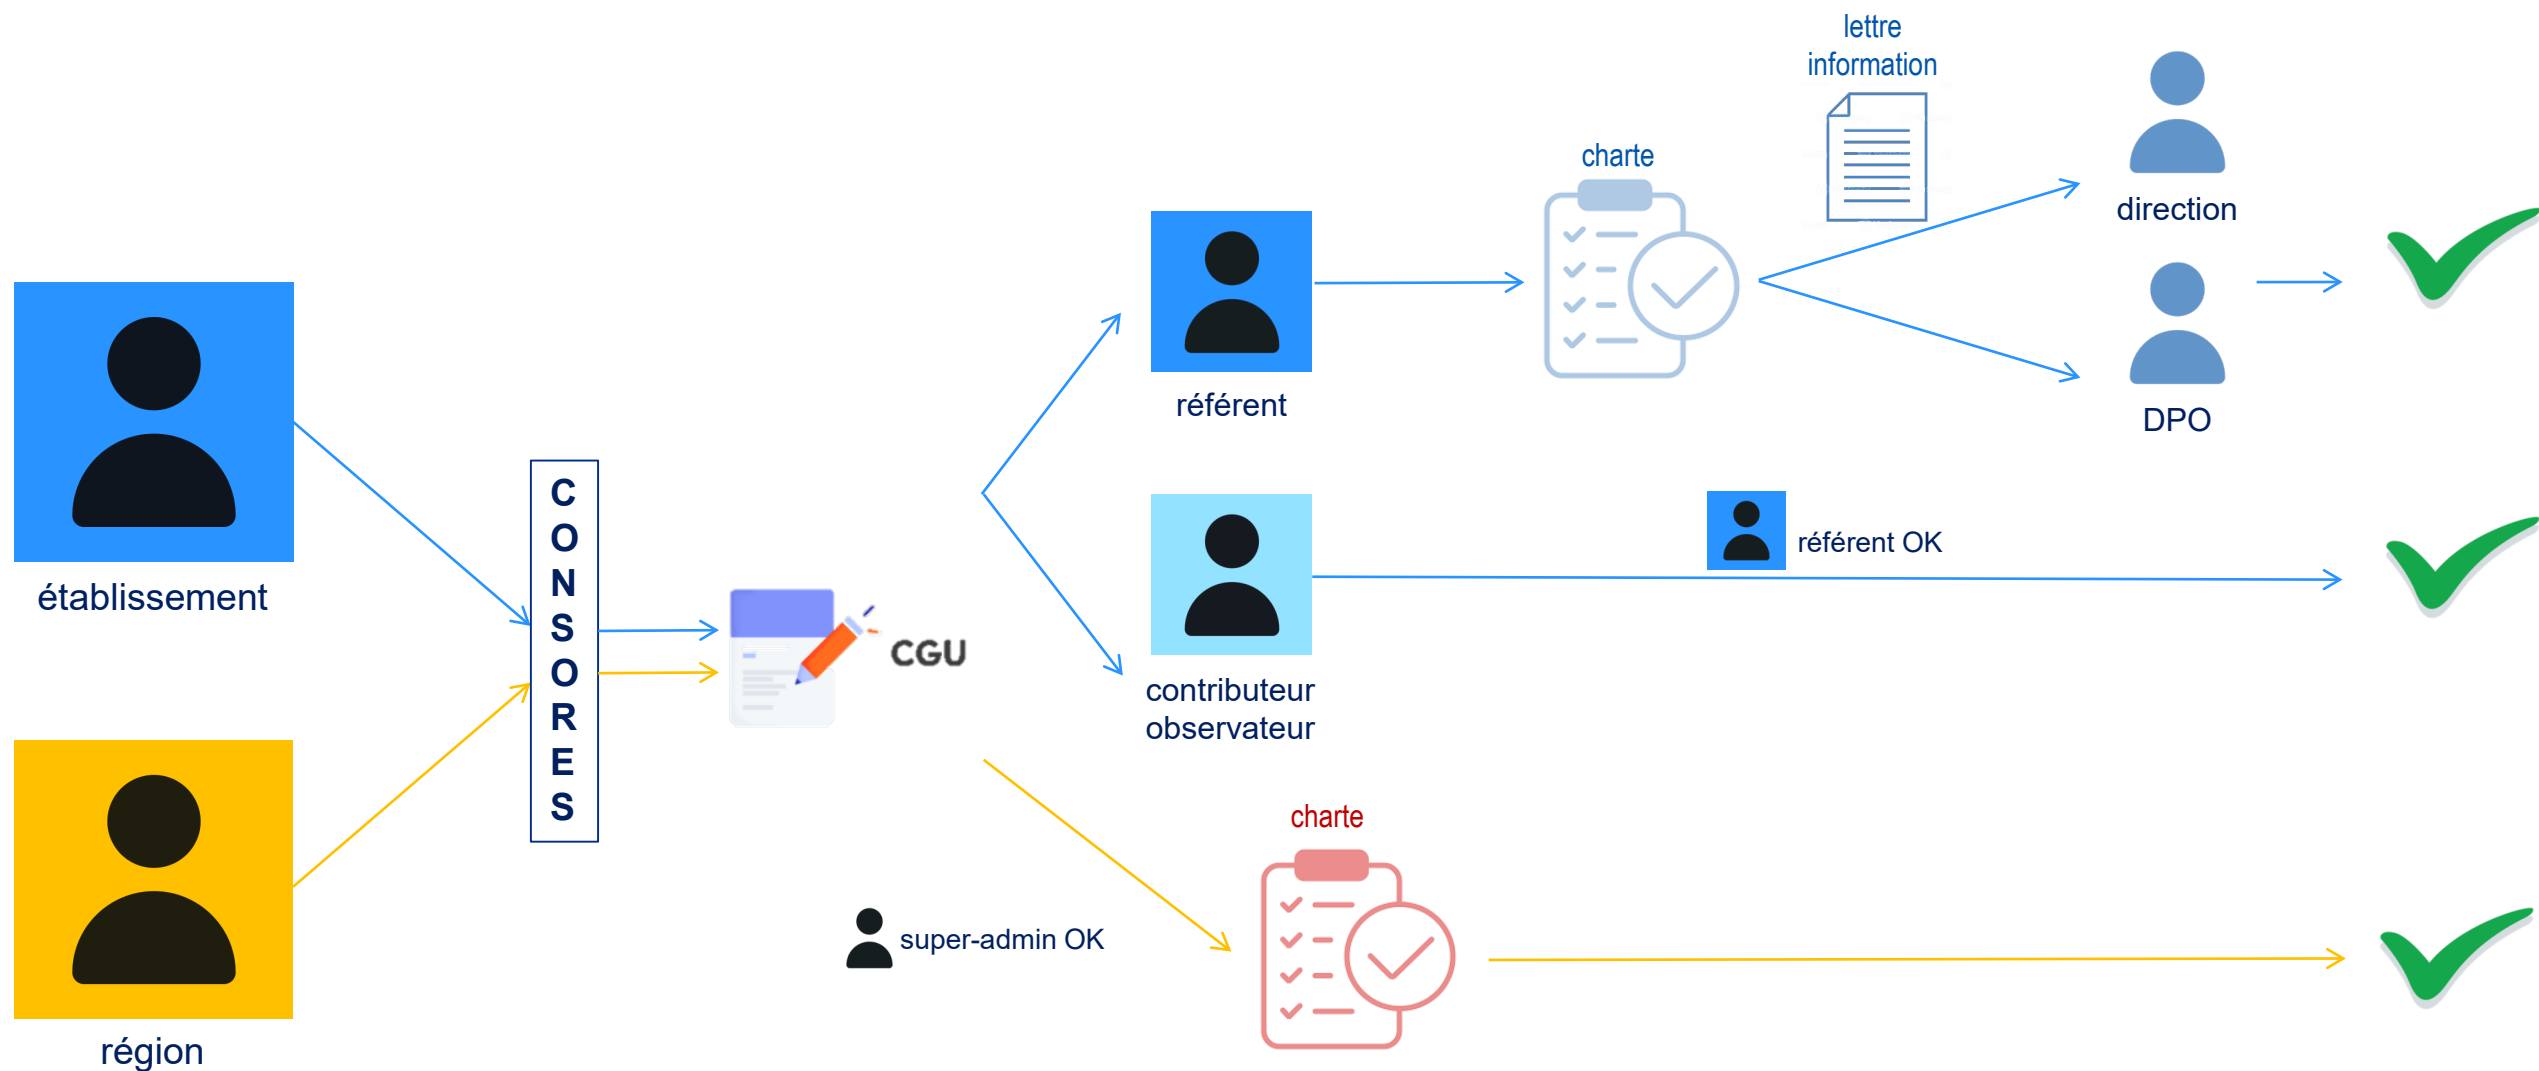 lettre
information
charte
direction
référent
DPO
établissement
C
O
N
S
O
R
E
S
référent OK
CGU
contributeur
observateur
charte
super-admin OK
région